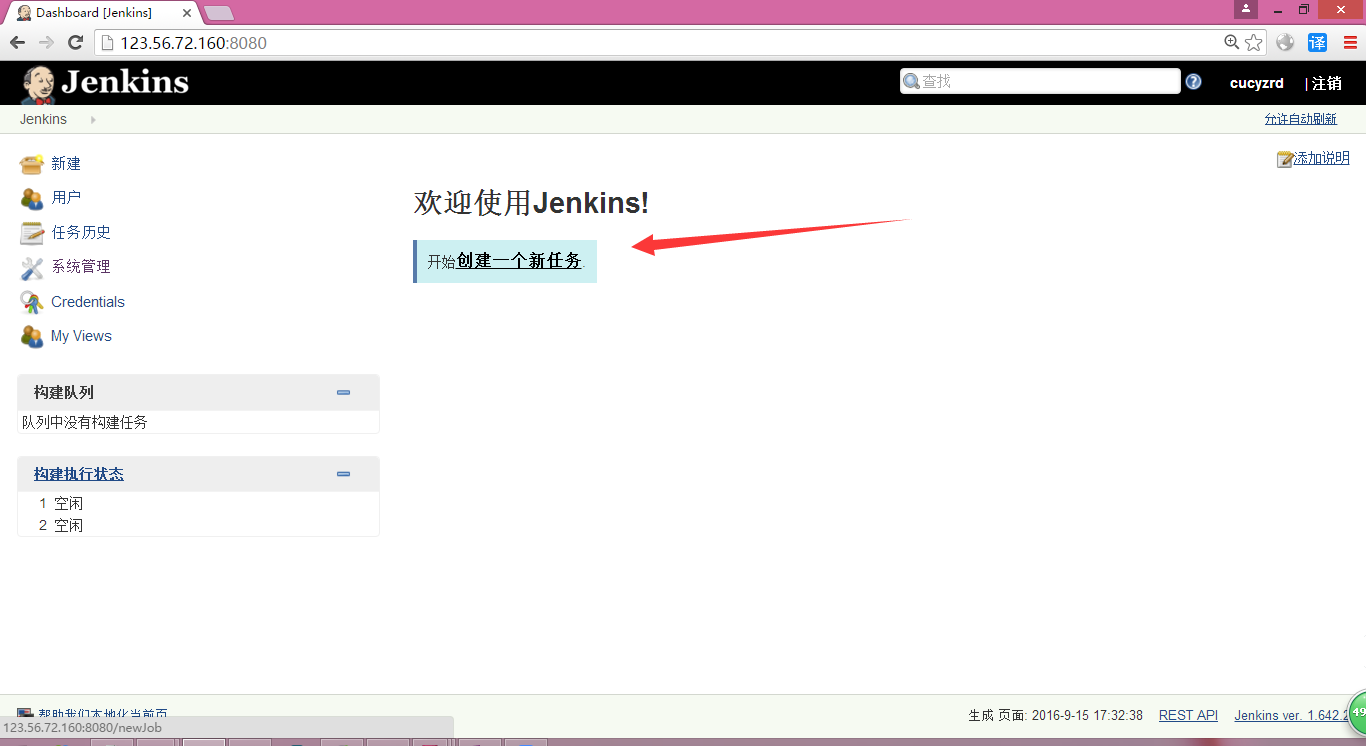 Dashboard [Jenkins]
123.56.72.160:8080
译
Jenkins
查找
cucyzrd
| 注销
Jenkins
允许自动刷新
新建
用户
任务历史
系统管理
Credentials
My Views
添加说明
欢迎使用Jenkins!
开始创建一个新任务.
构建队列
队列中没有构建任务
构建执行状态
1 空闲
2 空闲
帮助我们本地化当前页
123.56.72.160:8080/newJob
生成 页面: 2016-9-15 17:32:38
REST API
Jenkins ver. 1.642.2
49